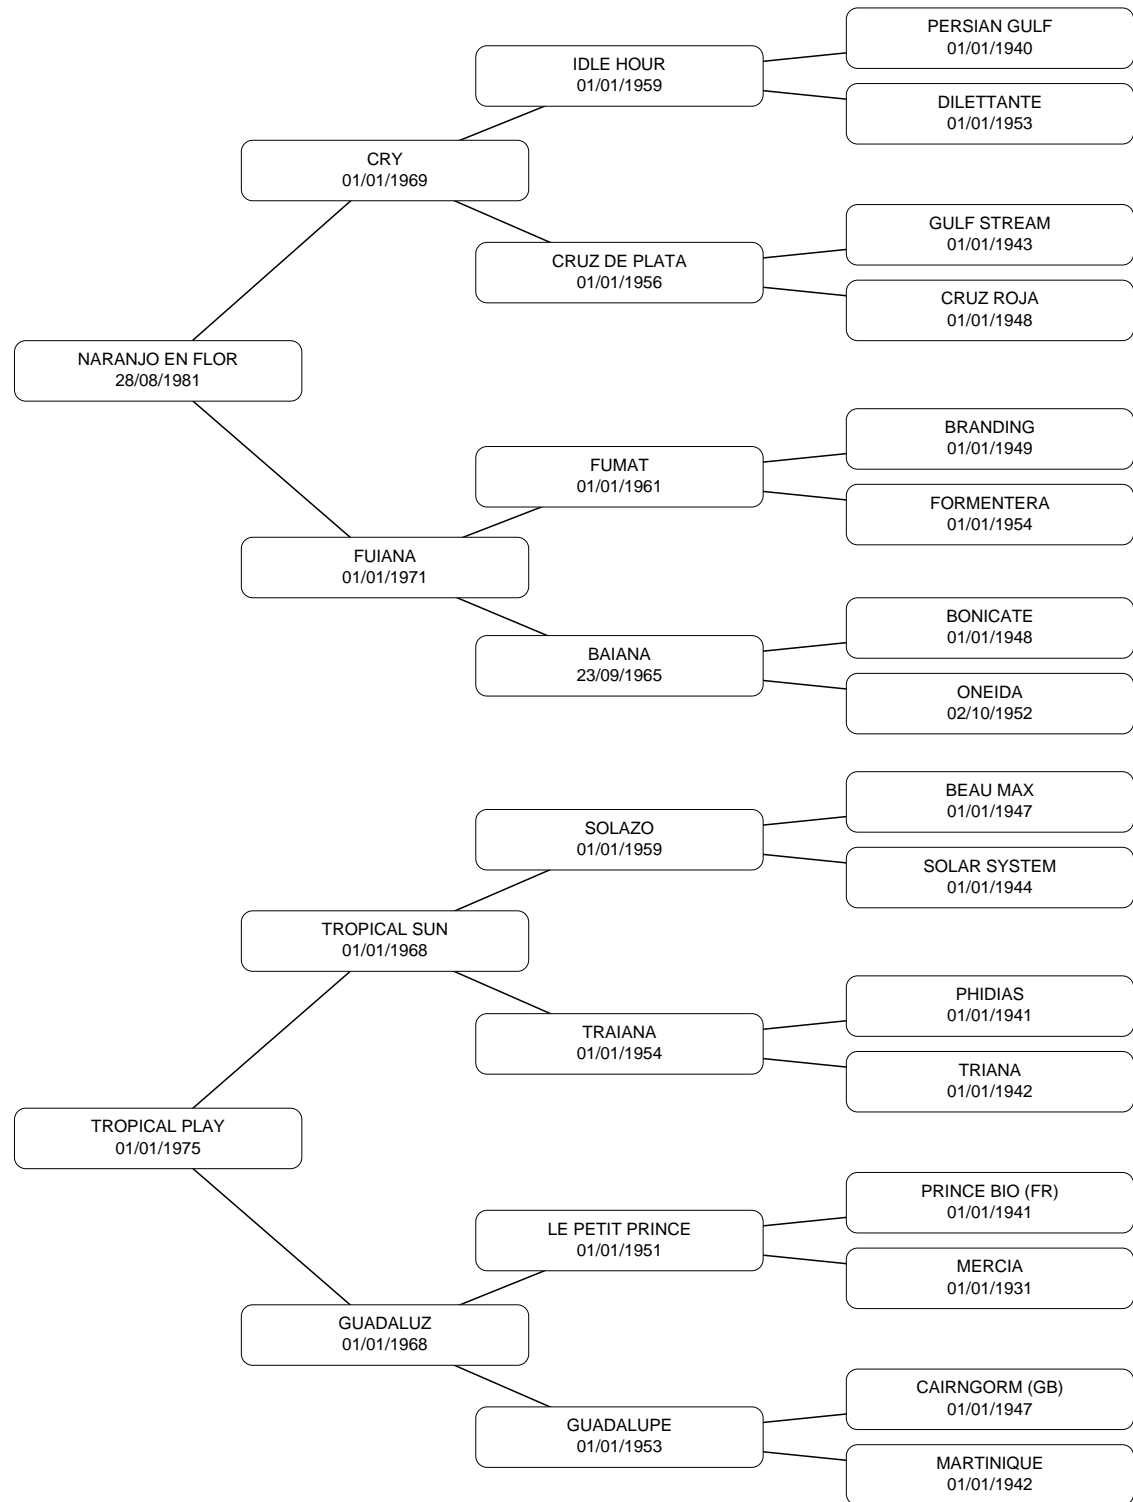 PERSIAN GULF
01/01/1940
IDLE HOUR
01/01/1959
DILETTANTE
01/01/1953
CRY
01/01/1969
GULF STREAM
01/01/1943
CRUZ DE PLATA
01/01/1956
CRUZ ROJA
01/01/1948
NARANJO EN FLOR
28/08/1981
BRANDING
01/01/1949
FUMAT
01/01/1961
FORMENTERA
01/01/1954
FUIANA
01/01/1971
BONICATE
01/01/1948
BAIANA
23/09/1965
ONEIDA
02/10/1952
BEAU MAX
01/01/1947
SOLAZO
01/01/1959
SOLAR SYSTEM
01/01/1944
TROPICAL SUN
01/01/1968
PHIDIAS
01/01/1941
TRAIANA
01/01/1954
TRIANA
01/01/1942
TROPICAL PLAY
01/01/1975
PRINCE BIO (FR)
01/01/1941
LE PETIT PRINCE
01/01/1951
MERCIA
01/01/1931
GUADALUZ
01/01/1968
CAIRNGORM (GB)
01/01/1947
GUADALUPE
01/01/1953
MARTINIQUE
01/01/1942